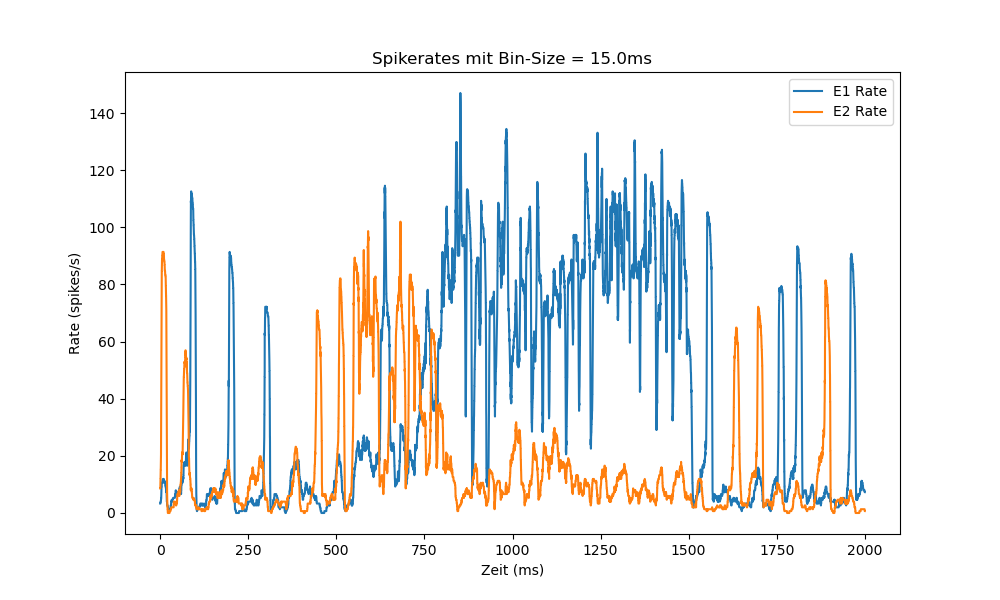 Spikerates mit Bin-Size = 15.0ms
E1 Rate
E2 Rate
140
120
100
80
60
40
20
0
Rate (spikes/s)
0 250 500 750 1000 1250 1500 1750 2000
Zeit (ms)